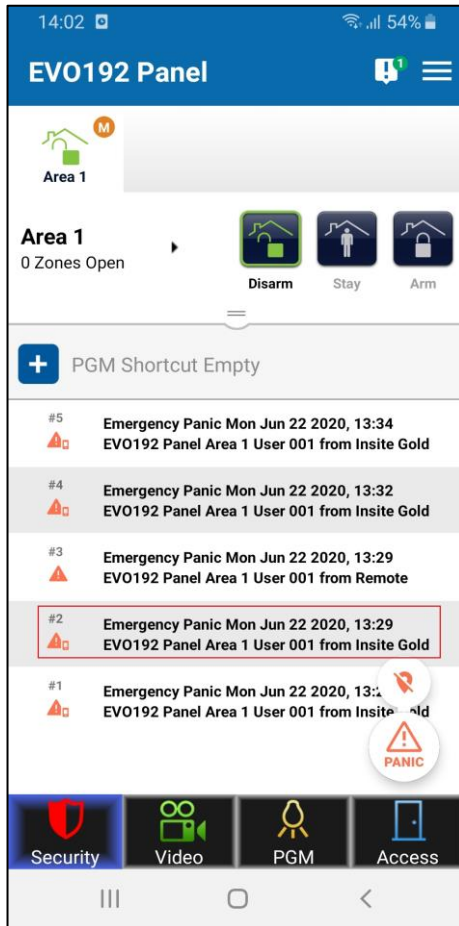 14:02 54%
EVO192 Panel 1
M
Area 1
Area 1
0 Zones Open
Disarm Stay Arm
+ PGM Shortcut Empty
#5
Emergency Panic Mon Jun 22 2020, 13:34
EVO192 Panel Area 1 User 001 from Insite Gold
#4
Emergency Panic Mon Jun 22 2020, 13:32
EVO192 Panel Area 1 User 001 from Insite Gold
#3
Emergency Panic Mon Jun 22 2020, 13:29
EVO192 Panel Area 1 User 001 from Remote
#2
Emergency Panic Mon Jun 22 2020, 13:29
EVO192 Panel Area 1 User 001 from Insite Gold
#1
Emergency Panic Mon Jun 22 2020,
EVO192 Panel Area 1 User 001 from Insite
PANIC
Security Video PGM Access